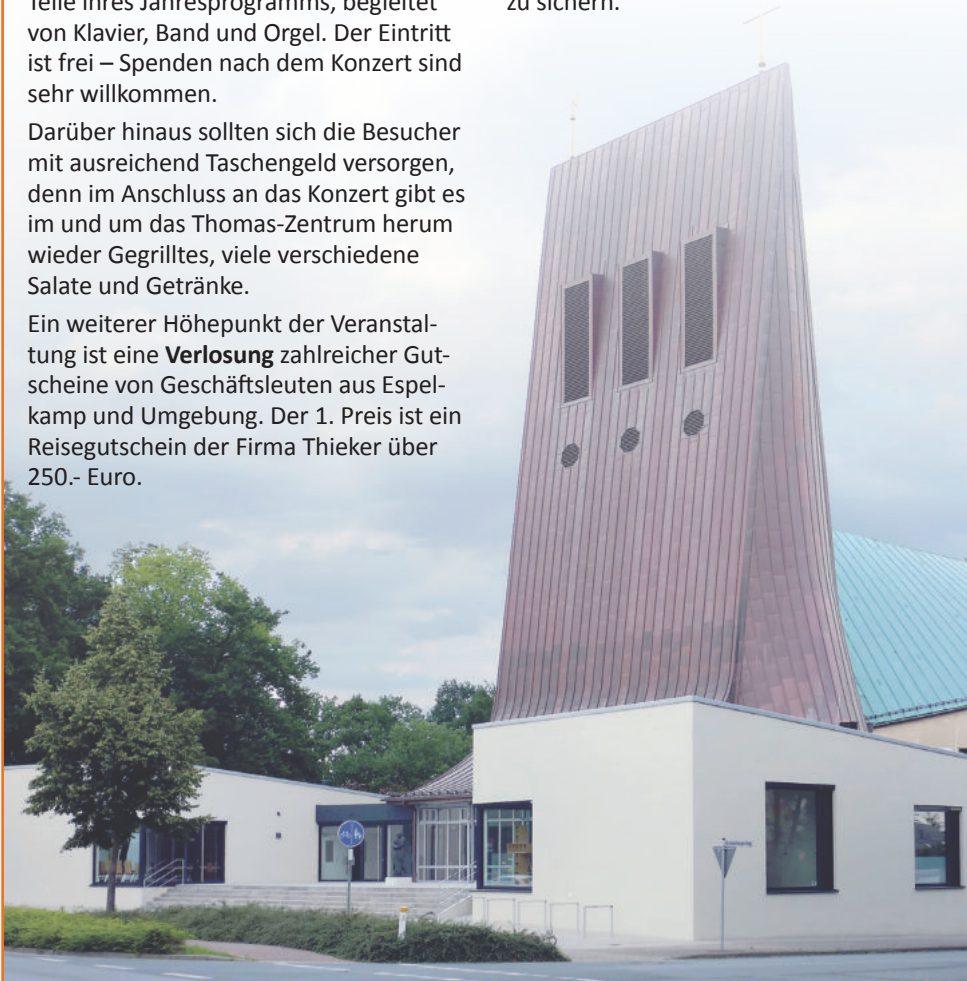 Teile ihres Jahresprogramms, begleitet
von Klavier, Band und Orgel. Der Eintritt
ist frei – Spenden nach dem Konzert sind
sehr willkommen.
Darüber hinaus sollten sich die Besucher
mit ausreichend Taschengeld versorgen,
denn im Anschluss an das Konzert gibt es
im und um das Thomas-Zentrum herum
wieder Gegrilltes, viele verschiedene
Salate und Getränke.
Ein weiterer Höhepunkt der Veranstal-
tung ist eine Verlosung zahlreicher Gut-
scheine von Geschäftsleuten aus Espel-
kamp und Umgebung. Der 1. Preis ist ein
Reisegutschein der Firma Thieker über
250.- Euro.
zu sichern.